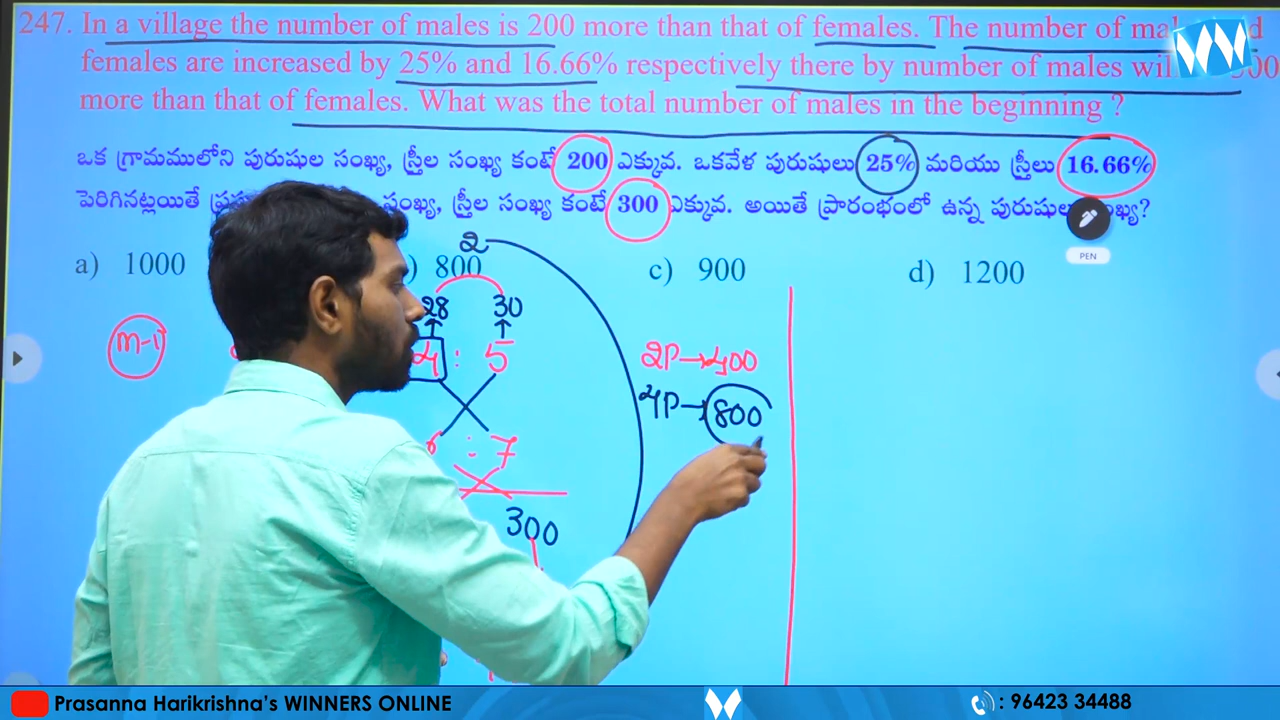 247. In a village the number of males is 200 more than that of females. The number of
females are increased by 25% and 16.66% respectively there by number of males
more than that of females. What was the total number of males in the beginning ?
ఒక గ్రామములోని పురుషుల సంఖ్య, స్త్రీల సంఖ్య కంటే 200 ఎక్కువ. ఒకవేళ పురుషులు 25% మరియు స్త్రీలు 16.66%
పెరిగినట్లయితే సంఖ్య, స్త్రీల సంఖ్య కంటే 300 ఎక్కువ. అయితే ప్రారంభంలో ఉన్న పురుషుల సంఖ్య?
PEN
a) 1000 ) 800 c) 900 d) 1200
2
28 30
m-1
4 : 5
2P→400
4P→800
6 : 7
300
Prasanna Harikrishna's WINNERS ONLINE : 96423 34488